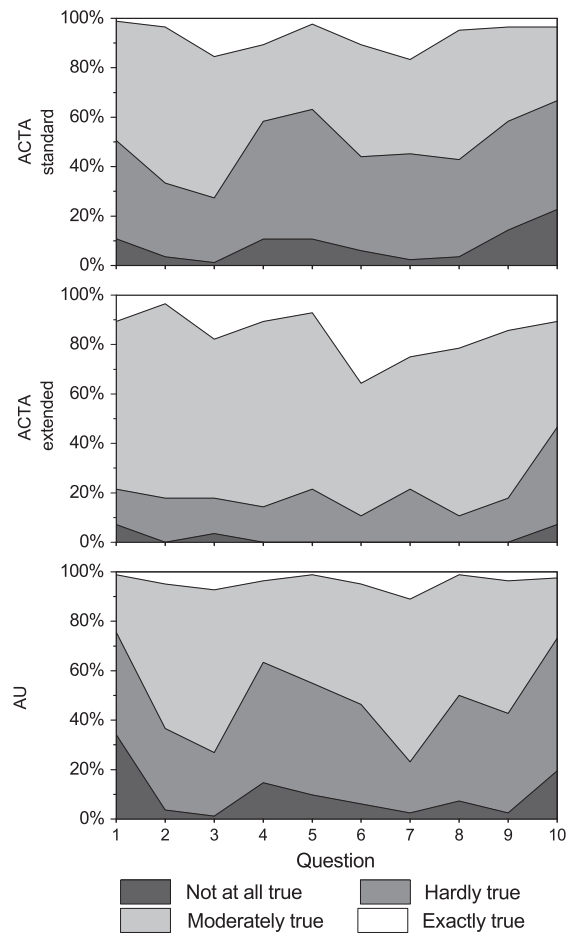 100%
80%
60%
40%
20%
0%
ACTA
standard
100%
80%
60%
40%
20%
0%
ACTA
extended
100%
80%
60%
40%
20%
0%
AU
1 2 3 4 5 6 7 8 9 10
Question
Not at all true Hardly true
Moderately true Exactly true